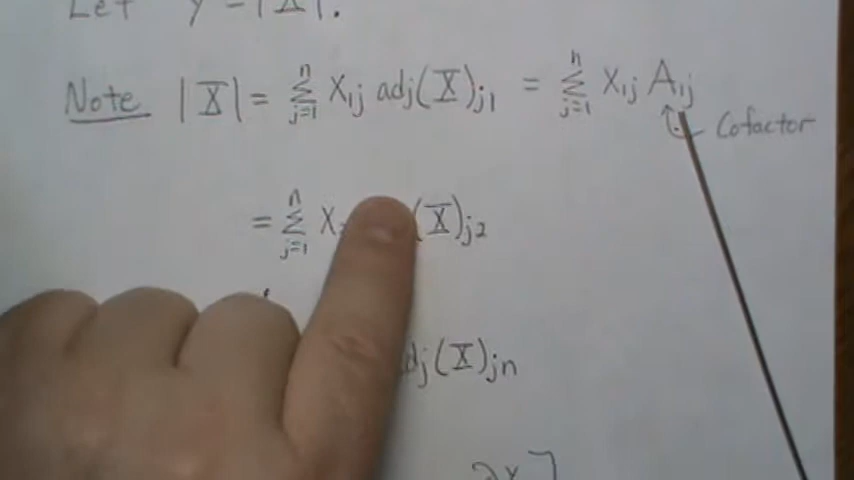 Let y = |X|.
Note |X| = Σ_{j=1}^{n} X_{1j} adj(X)_{j1} = Σ_{j=1}^{n} X_{1j} A_{1j}
Cofactor
= Σ_{j=1}^{n} X (X)_{j2}
adj(X)_{jn}